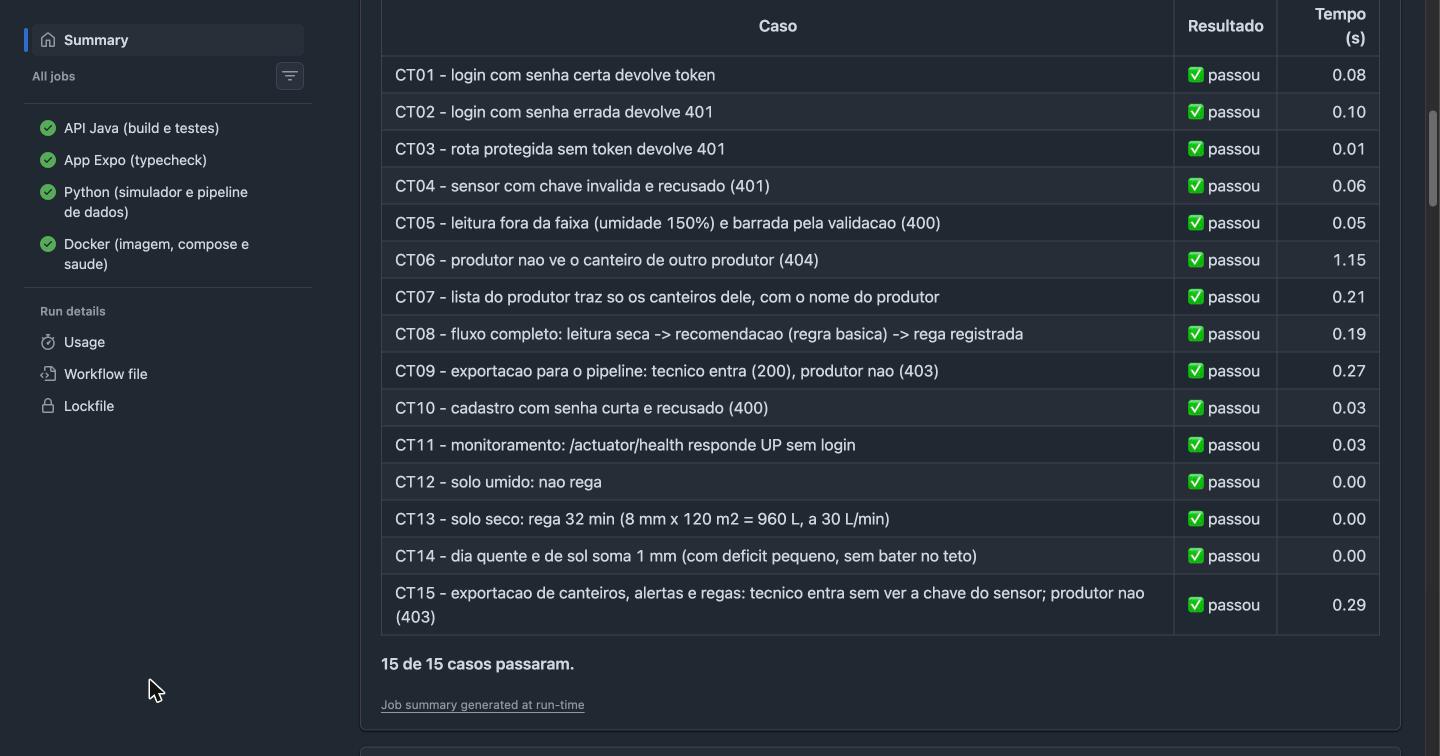 Summary
All jobs
API Java (build e testes)
App Expo (typecheck)
Python (simulador e pipeline
de dados)
Docker (imagem, compose e
saude)
Run details
Usage
Workflow file
Lockfile
Caso Resultado Tempo
(s)
CT01 - login com senha certa devolve token ✅ passou 0.08
CT02 - login com senha errada devolve 401 ✅ passou 0.10
CT03 - rota protegida sem token devolve 401 ✅ passou 0.01
CT04 - sensor com chave invalida e recusado (401) ✅ passou 0.06
CT05 - leitura fora da faixa (umidade 150%) e barrada pela validacao (400) ✅ passou 0.05
CT06 - produtor nao ve o canteiro de outro produtor (404) ✅ passou 1.15
CT07 - lista do produtor traz so os canteiros dele, com o nome do produtor ✅ passou 0.21
CT08 - fluxo completo: leitura seca -> recomendacao (regra basica) -> rega registrada ✅ passou 0.19
CT09 - exportacao para o pipeline: tecnico entra (200), produtor nao (403) ✅ passou 0.27
CT10 - cadastro com senha curta e recusado (400) ✅ passou 0.03
CT11 - monitoramento: /actuator/health responde UP sem login ✅ passou 0.03
CT12 - solo umido: nao rega ✅ passou 0.00
CT13 - solo seco: rega 32 min (8 mm x 120 m2 = 960 L, a 30 L/min) ✅ passou 0.00
CT14 - dia quente e de sol soma 1 mm (com deficit pequeno, sem bater no teto) ✅ passou 0.00
CT15 - exportacao de canteiros, alertas e regas: tecnico entra sem ver a chave do sensor; produtor nao
(403) ✅ passou 0.29
15 de 15 casos passaram.
Job summary generated at run-time